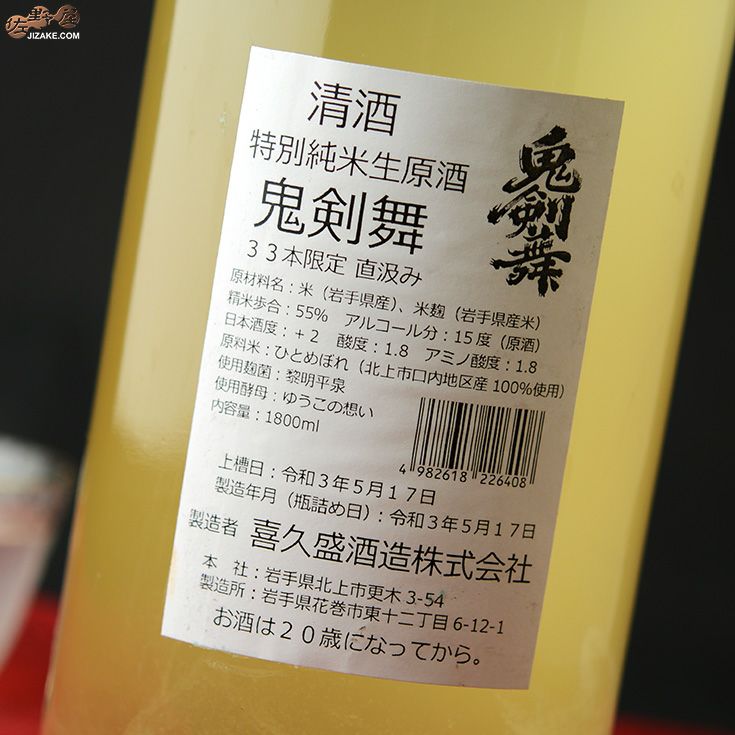 佐野屋
JIZAKE.COM
清酒
特別純米生原酒
鬼剣舞
33本限定 直汲み
鬼剣舞
原材料名：米（岩手県産）、米麹（岩手県産米）
精米歩合：55% アルコール分：15度（原酒）
日本酒度：+2 酸度：1.8 アミノ酸度：1.8
原料米：ひとめぼれ（北上市口内地区産 100%使用）
使用麹菌：黎明平泉
使用酵母：ゆうこの想い
内容量：1800ml
4 982618 226408
上槽日：令和3年5月17日
製造年月（瓶詰め日）：令和3年5月17日
製造者 喜久盛酒造株式会社
本 社：岩手県北上市更木 3-54
製造所：岩手県花巻市東十二丁目 6-12-1
お酒は20歳になってから。